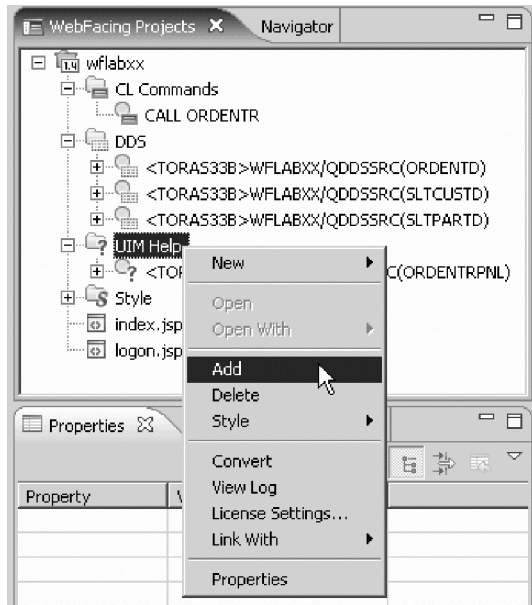 WebFacing Projects
Navigator
1.4 wflabxx
CL Commands
CALL ORDENTR
DDS
<TORAS33B>WFLABXX/QDDSSRC(ORDENTD)
<TORAS33B>WFLABXX/QDDSSRC(SLTCUSTD)
<TORAS33B>WFLABXX/QDDSSRC(SLTPARTD)
UIM Help
<TOR C(ORDENTRPNL)
Style
index.jsp
logon.jsp
New
Open
Open With
Add
Delete
Style
Convert
View Log
License Settings...
Link With
Properties
Properties
Property
V